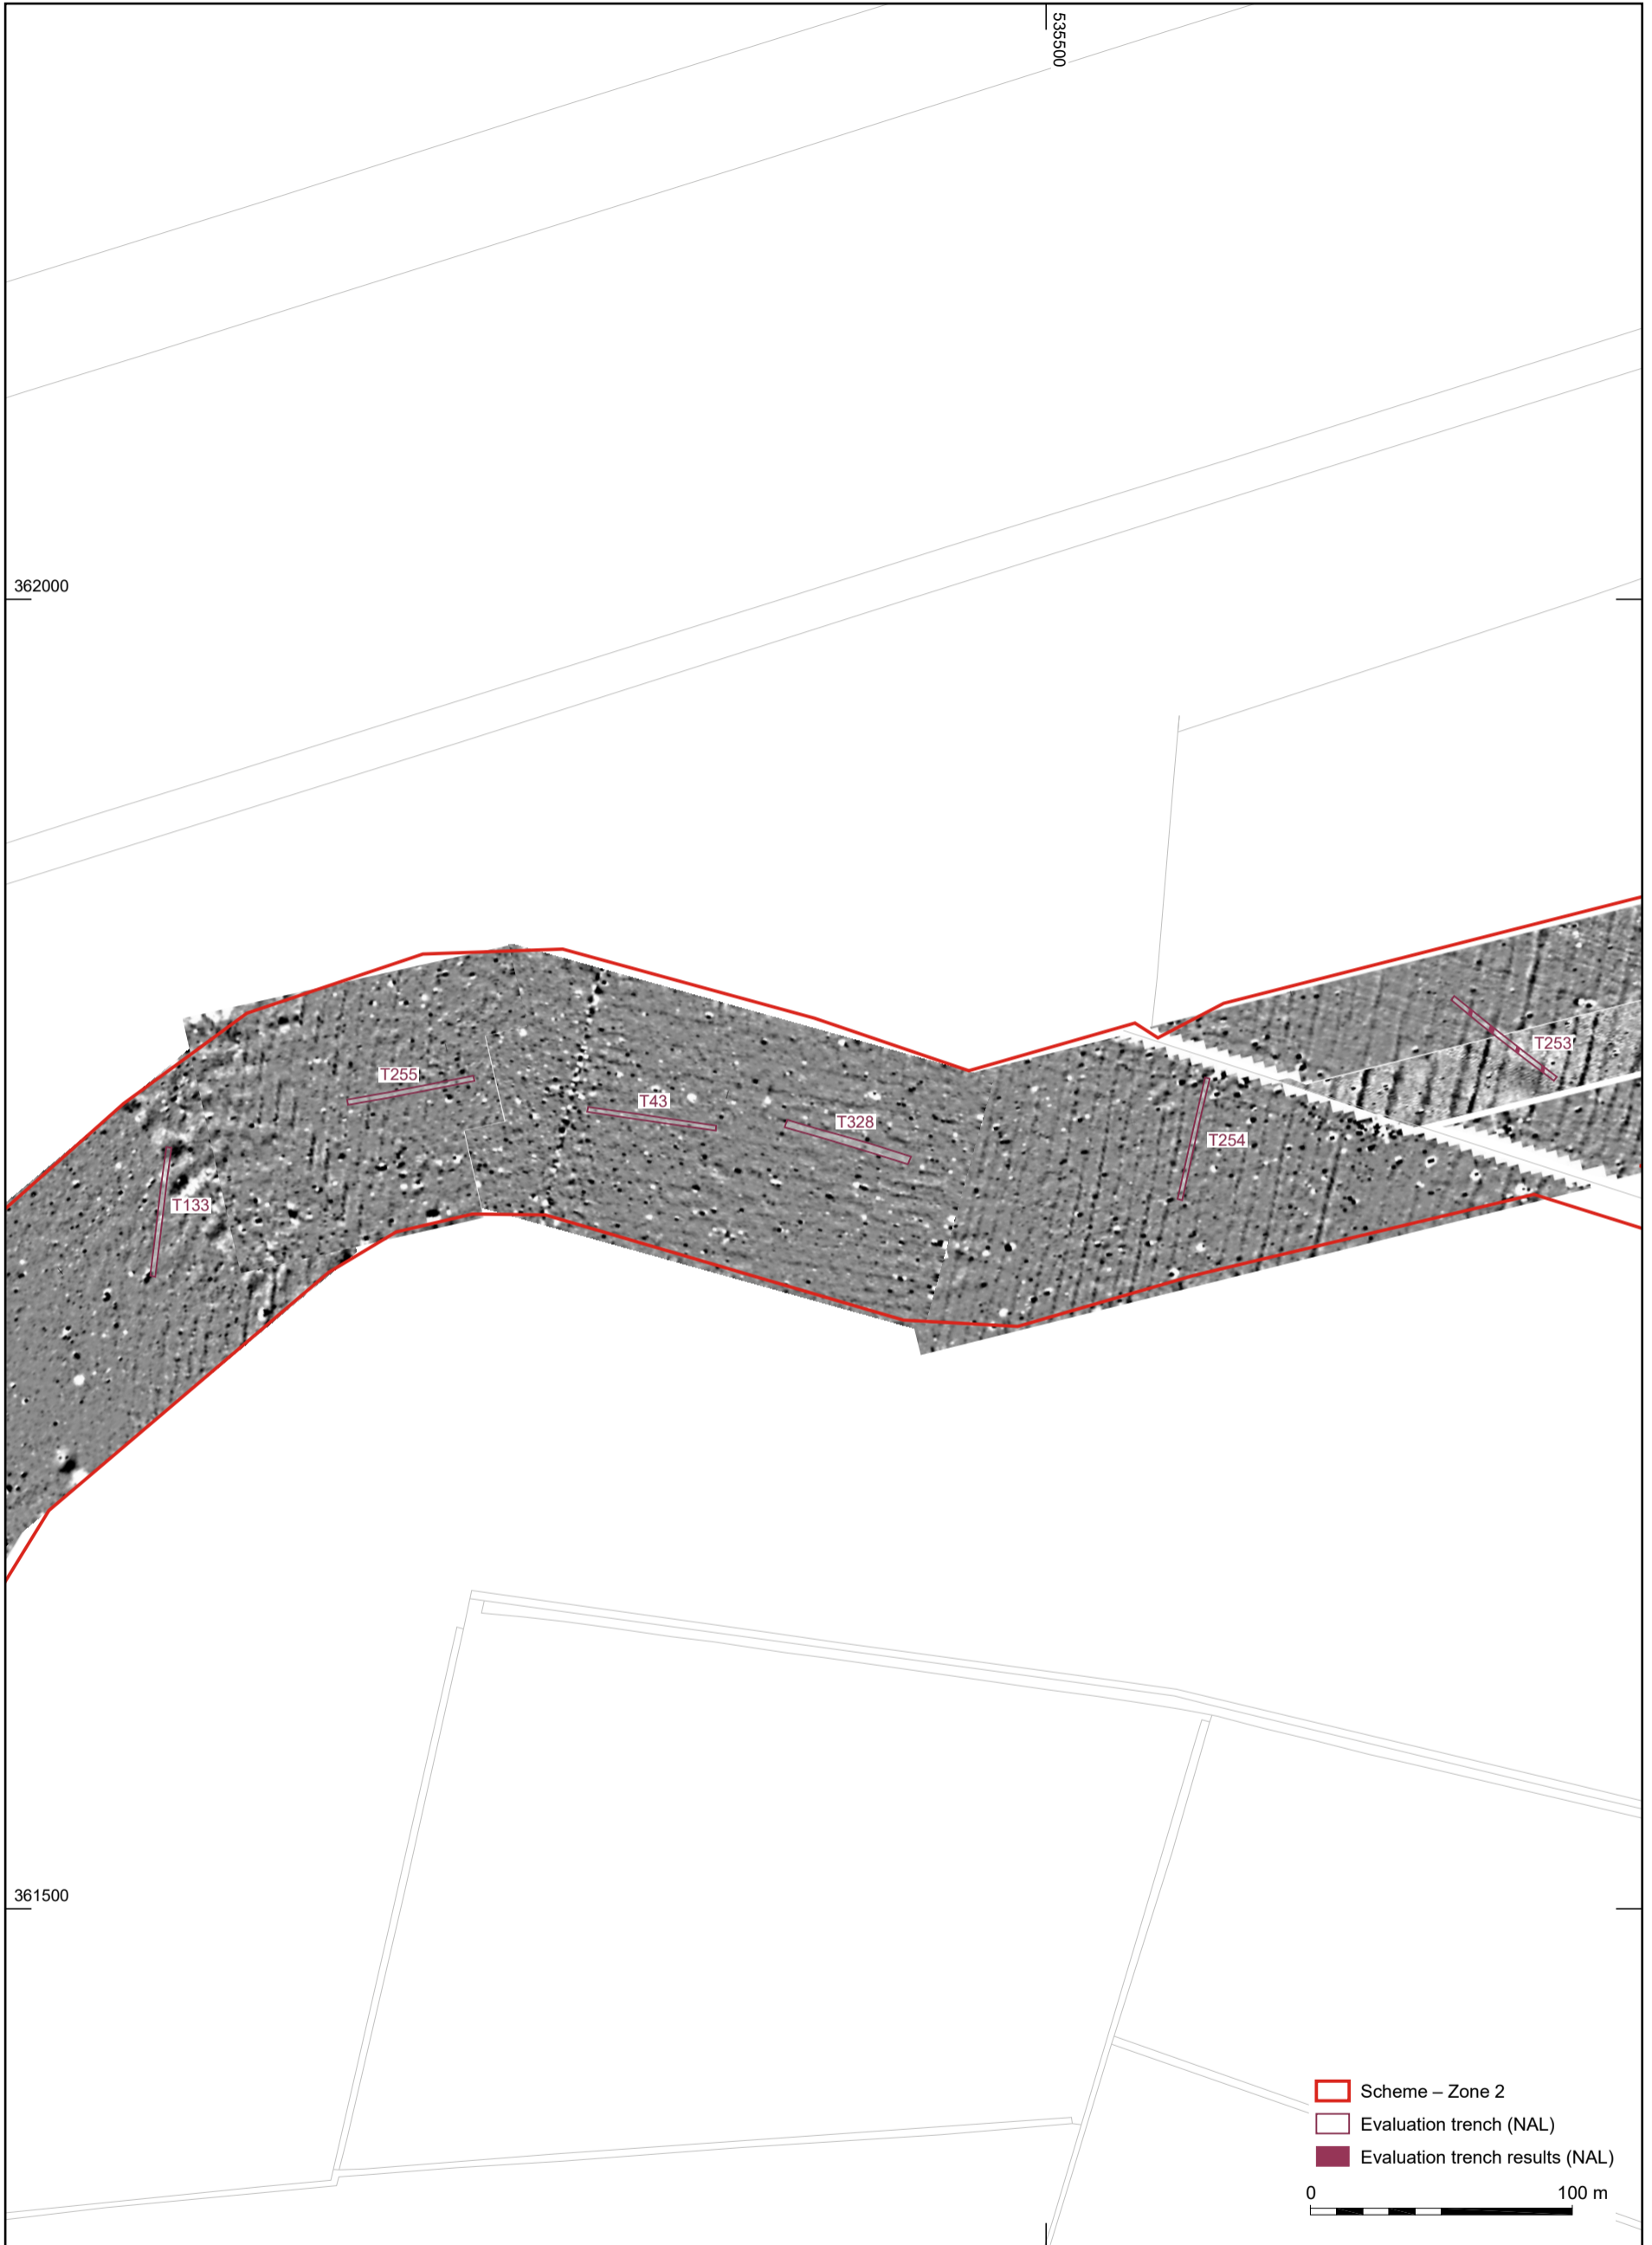 535500
362000
T253
T255
T43
T328
T254
T133
361500
Scheme – Zone 2
Evaluation trench (NAL)
Evaluation trench results (NAL)
0 100 m